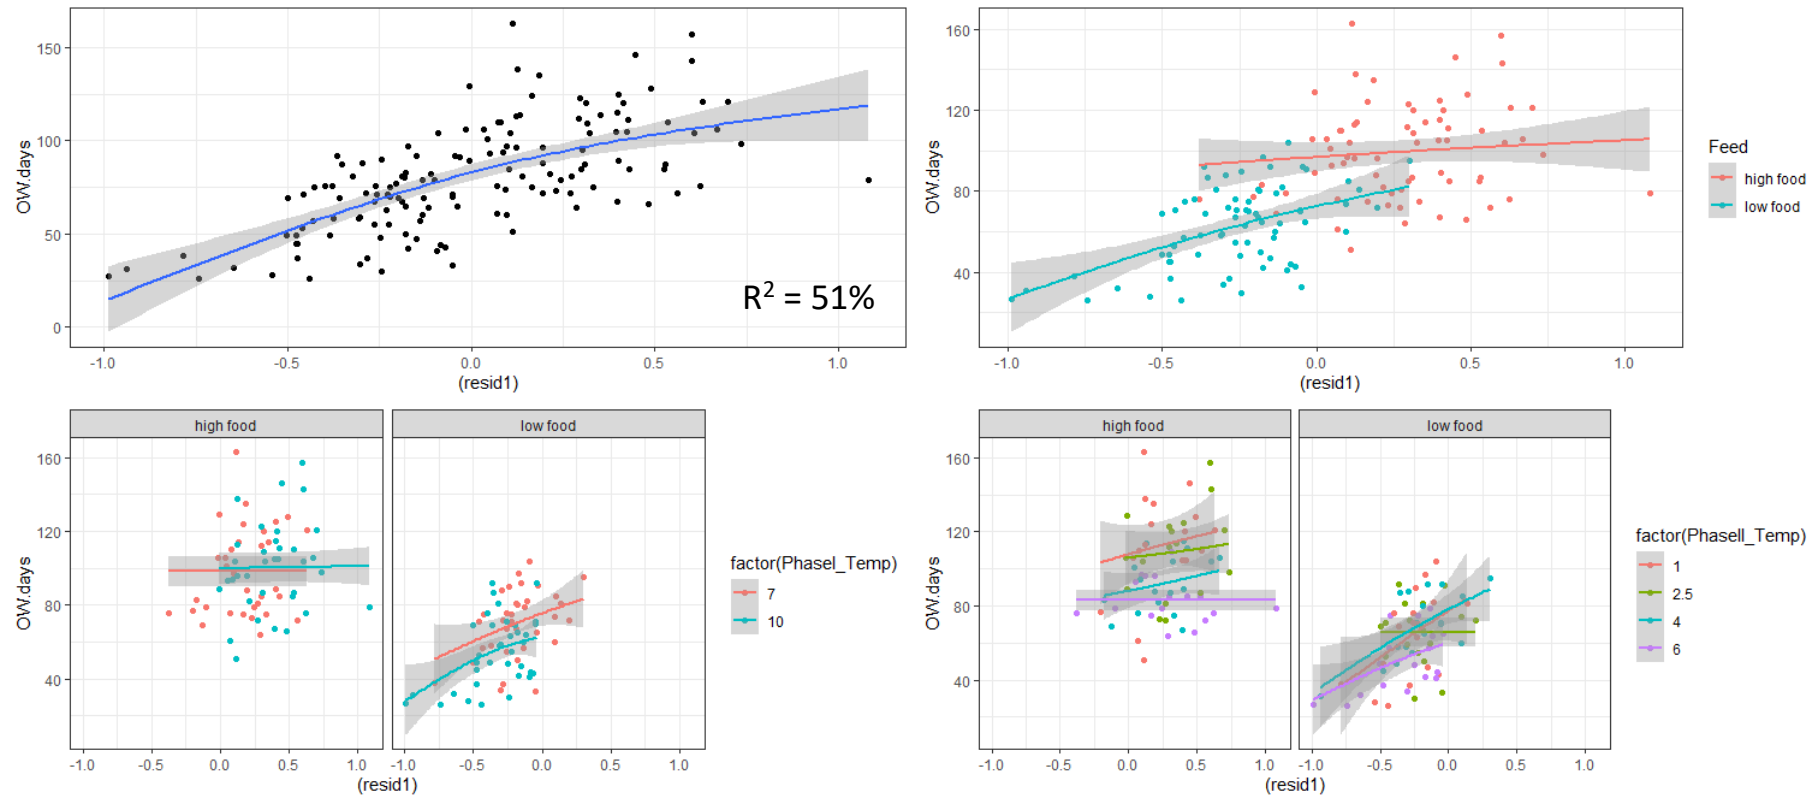 150
100
50
0
OW.days
R² = 51%
-1.0
-0.5
0.0
0.5
1.0
(resid1)
160
120
80
40
OW.days
-1.0
-0.5
0.0
0.5
1.0
(resid1)
Feed
high food
low food
high food
low food
160
120
80
40
OW.days
-1.0
-0.5
0.0
0.5
1.0
-1.0
-0.5
0.0
0.5
1.0
(resid1)
factor(PhaseI_Temp)
7
10
high food
low food
160
120
80
40
OW.days
-1.0
-0.5
0.0
0.5
1.0
-1.0
-0.5
0.0
0.5
1.0
(resid1)
factor(PhaseII_Temp)
1
2.5
4
6